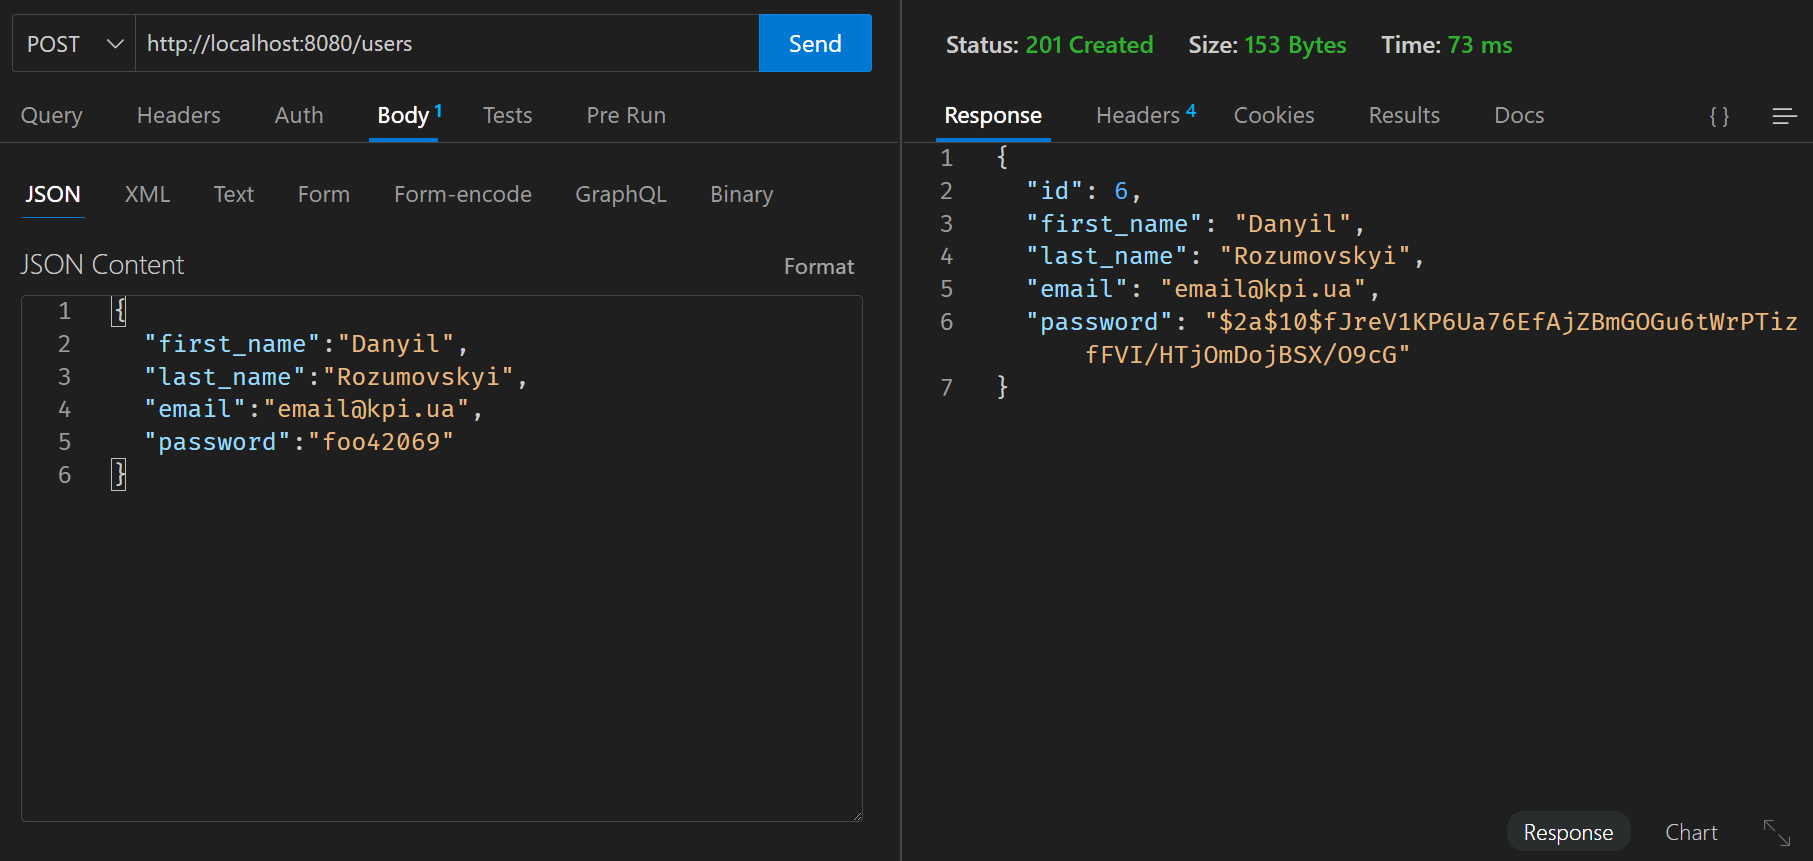 POST http://localhost:8080/users Send
Query Headers Auth Body 1 Tests Pre Run
JSON XML Text Form Form-encode GraphQL Binary
JSON Content Format
1 {
2 "first_name":"Danyil",
3 "last_name":"Rozumovskyi",
4 "email":"email@kpi.ua",
5 "password":"foo42069"
6 }
Status: 201 Created Size: 153 Bytes Time: 73 ms
Response Headers 4 Cookies Results Docs { }
1 {
2 "id": 6,
3 "first_name": "Danyil",
4 "last_name": "Rozumovskyi",
5 "email": "email@kpi.ua",
6 "password": "$2a$10$fJreV1KP6Ua76EfAjZBmGOGu6tWrPTiz
fFVI/HTjOmDojBSX/O9cG"
7 }
Response Chart